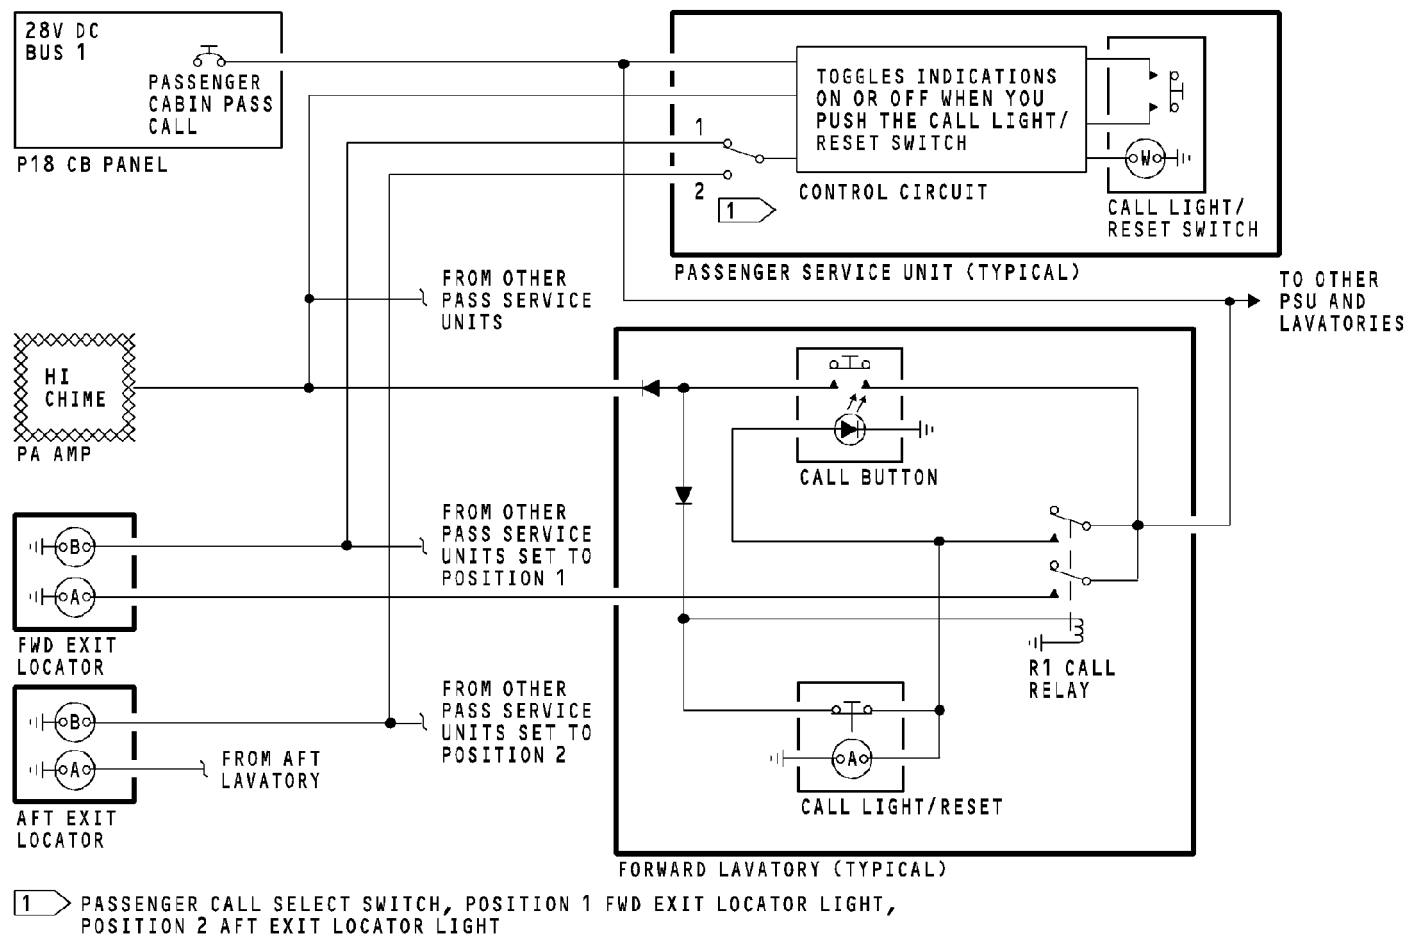 28V DC
BUS 1
PASSENGER
CABIN PASS
CALL
P18 CB PANEL
TOGGLES INDICATIONS
ON OR OFF WHEN YOU
PUSH THE CALL LIGHT/
RESET SWITCH
1
2
1
CONTROL CIRCUIT
W
CALL LIGHT/
RESET SWITCH
PASSENGER SERVICE UNIT (TYPICAL)
FROM OTHER
PASS SERVICE
UNITS
TO OTHER
PSU AND
LAVATORIES
HI
CHIME
PA AMP
CALL BUTTON
FROM OTHER
PASS SERVICE
UNITS SET TO
POSITION 1
B
A
FWD EXIT
LOCATOR
R1 CALL
RELAY
FROM OTHER
PASS SERVICE
UNITS SET TO
POSITION 2
B
A
FROM AFT
LAVATORY
AFT EXIT
LOCATOR
A
CALL LIGHT/RESET
FORWARD LAVATORY (TYPICAL)
1 PASSENGER CALL SELECT SWITCH, POSITION 1 FWD EXIT LOCATOR LIGHT,
POSITION 2 AFT EXIT LOCATOR LIGHT